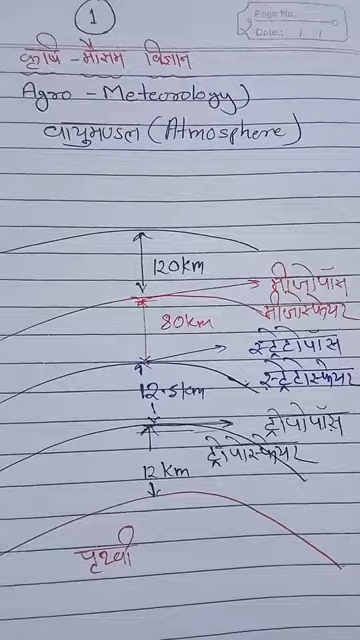 1
Page No.
Date: / /
कृषि - मौसम विज्ञान
Agro - Meteorology)
वायुमण्डल (Atmosphere)
120km
मीज़ोपॉस
80km
मीजोस्फेयर
स्ट्रेटोपॉस
स्ट्रेटोस्फेयर
12.5km
ट्रोपोपॉस
ट्रोपोस्फेयर
12 km
पृथ्वी